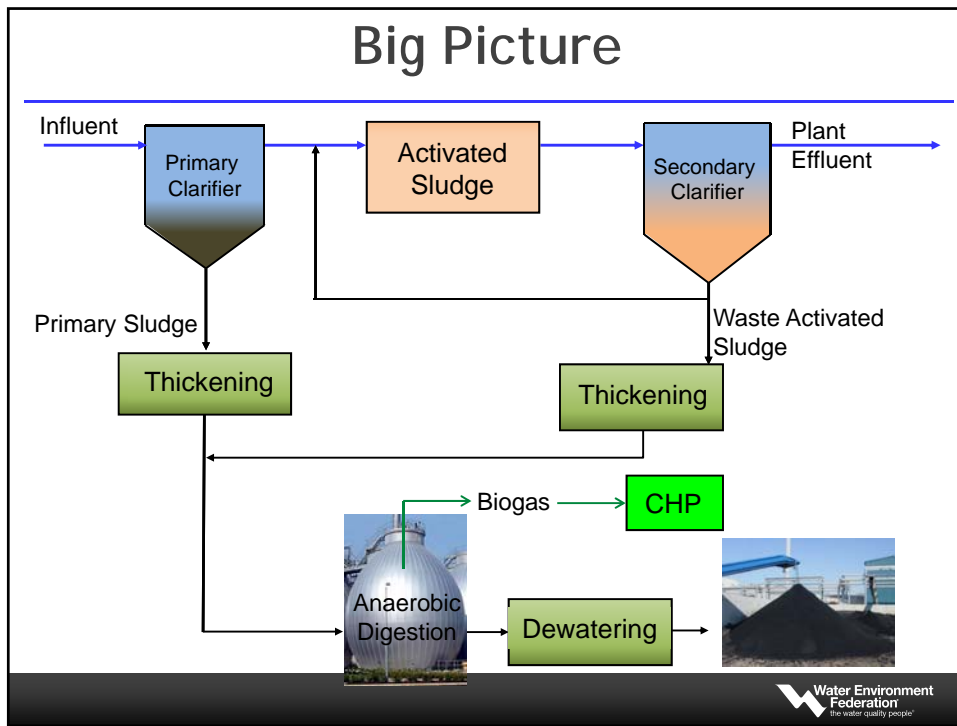 Big Picture
Influent
Primary
Clarifier
Activated
Sludge
Secondary
Clarifier
Plant
Effluent
Primary Sludge
Waste Activated
Sludge
Thickening
Thickening
Biogas
CHP
Anaerobic
Digestion
Dewatering
Water Environment
Federation
the water quality people®